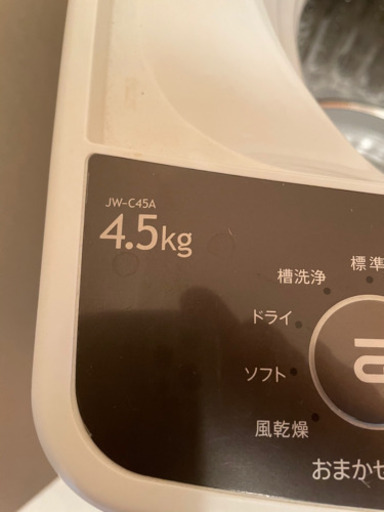 JW-C45A
4.5kg
標準
槽洗浄
ドライ
ソフト
風乾燥
おまかせ